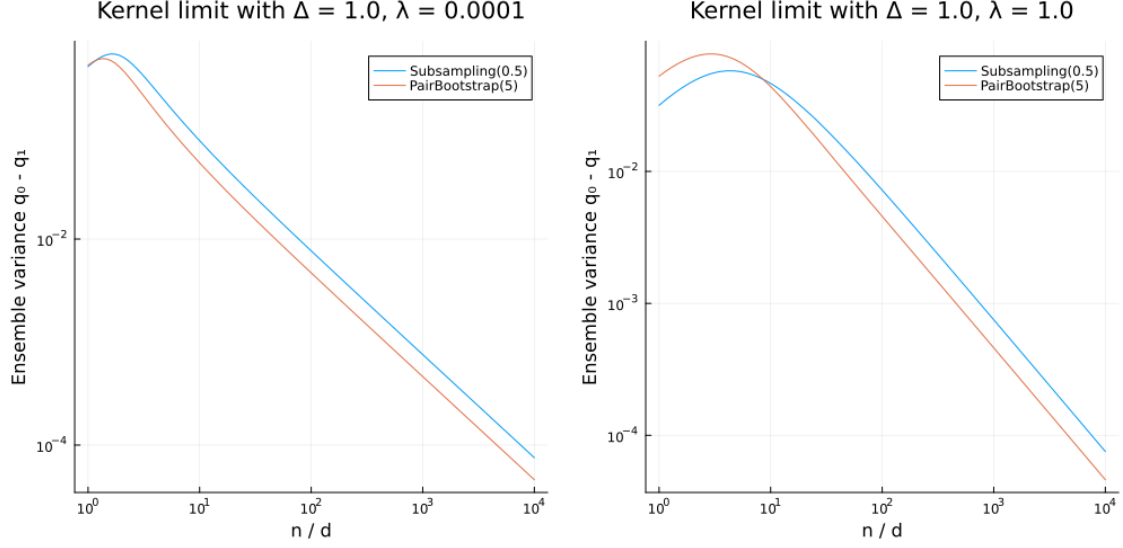 Kernel limit with Δ = 1.0, λ = 0.0001
Ensemble variance q₀ - q₁
10⁻²
10⁻⁴
Subsampling(0.5)
PairBootstrap(5)
10⁰ 10¹ 10² 10³ 10⁴
n / d
Kernel limit with Δ = 1.0, λ = 1.0
Ensemble variance q₀ - q₁
10⁻²
10⁻³
10⁻⁴
Subsampling(0.5)
PairBootstrap(5)
10⁰ 10¹ 10² 10³ 10⁴
n / d